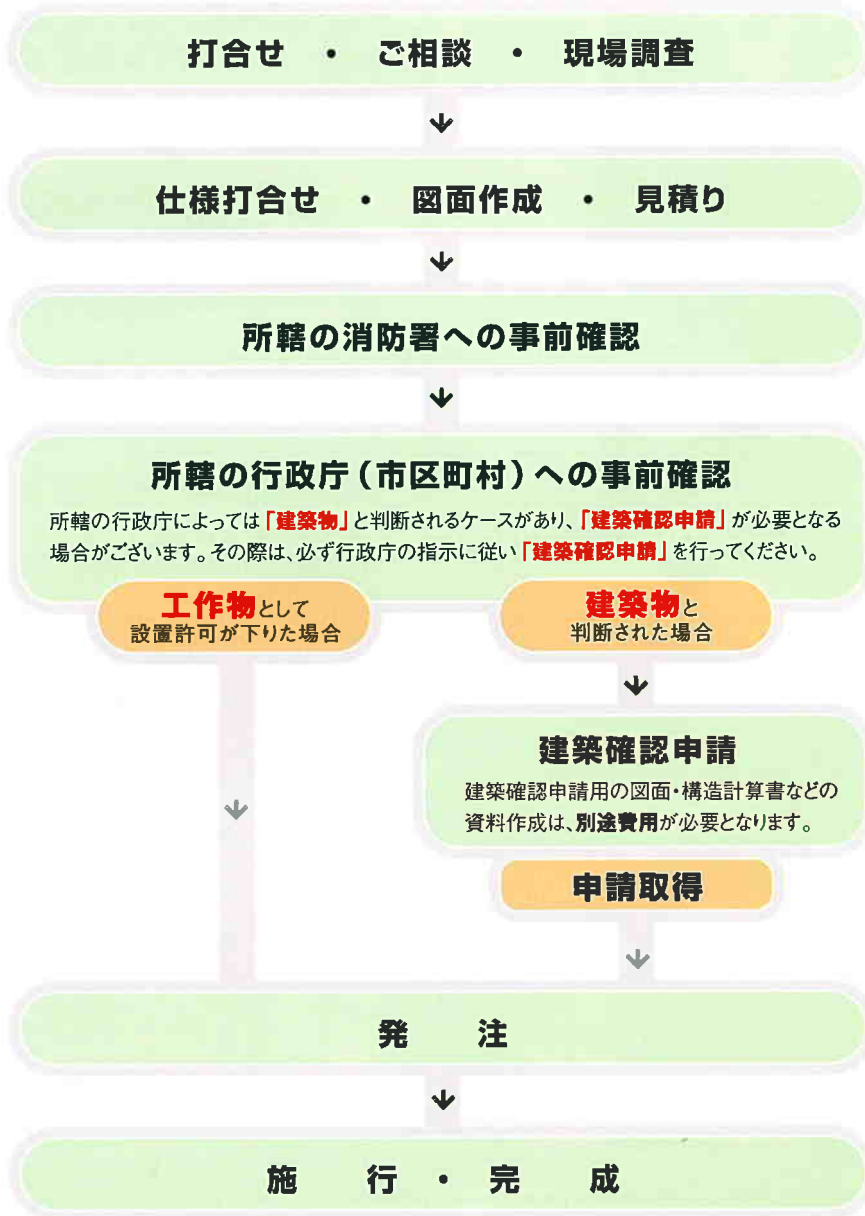 打合せ ・ ご相談 ・ 現場調査
仕様打合せ ・ 図面作成 ・ 見積り
所轄の消防署への事前確認
所轄の行政庁（市区町村）への事前確認
所轄の行政庁によっては「建築物」と判断されるケースがあり、「建築確認申請」が必要となる
場合がございます。その際は、必ず行政庁の指示に従い「建築確認申請」を行ってください。
工作物として
設置許可が下りた場合
建築物と
判断された場合
建築確認申請
建築確認申請用の図面・構造計算書などの
資料作成は、別途費用が必要となります。
申請取得
発 注
施 行 ・ 完 成